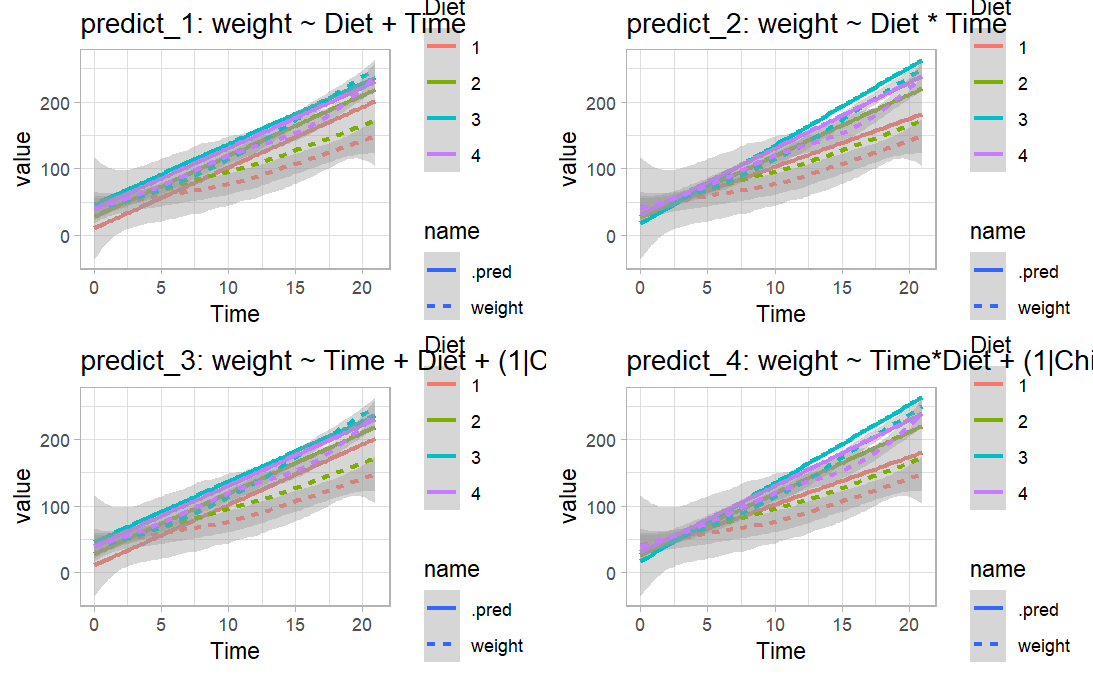 predict_1: weight ~ Diet + Time
Diet
1
2
3
4
name
.pred
weight
value
200
100
0
0
5
10
15
20
Time
predict_2: weight ~ Diet * Time
Diet
1
2
3
4
name
.pred
weight
value
200
100
0
0
5
10
15
20
Time
predict_3: weight ~ Time + Diet + (1|C
Diet
1
2
3
4
name
.pred
weight
value
200
100
0
0
5
10
15
20
Time
predict_4: weight ~ Time*Diet + (1|Chi
Diet
1
2
3
4
name
.pred
weight
value
200
100
0
0
5
10
15
20
Time